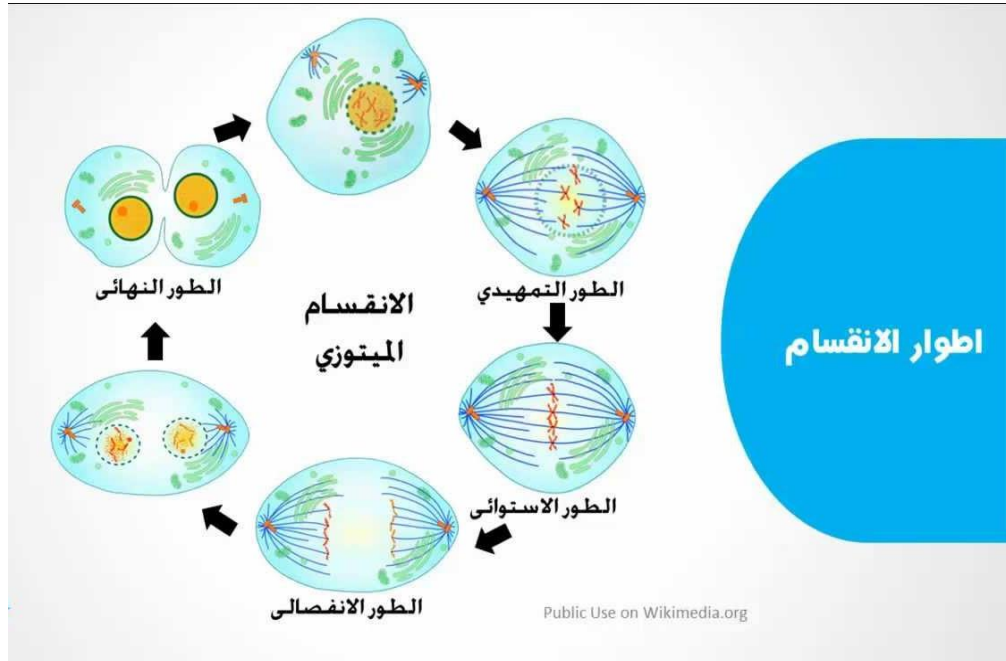 اطوار الانقسام
الانقسام
الميتوزي
الطور التمهيدي
الطور الاستوائى
الطور الانفصالى
الطور النهائى
Public Use on Wikimedia.org